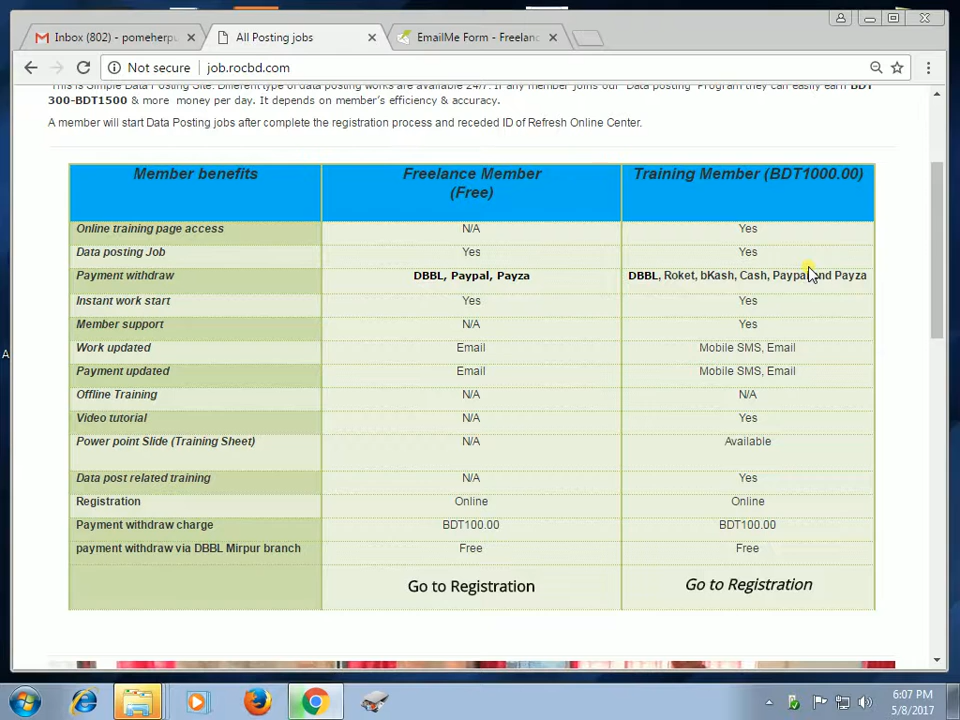 Inbox (802) - pomeherpu
All Posting jobs
EmailMe Form - Freelanc
Not secure
job.rocbd.com
This is Simple Data Posting Site. Different type of data posting works are available 24/7. If any member joins our "Data posting" Program they can easily earn BDT
300-BDT1500 & more money per day. It depends on member's efficiency & accuracy.
A member will start Data Posting jobs after complete the registration process and receded ID of Refresh Online Center.
Member benefits Freelance Member Training Member (BDT1000.00)
(Free)
Online training page access N/A Yes
Data posting Job Yes Yes
Payment withdraw DBBL, Paypal, Payza DBBL, Roket, bKash, Cash, Paypal and Payza
Instant work start Yes Yes
Member support N/A Yes
Work updated Email Mobile SMS, Email
Payment updated Email Mobile SMS, Email
Offline Training N/A N/A
Video tutorial N/A Yes
Power point Slide (Training Sheet) N/A Available
Data post related training N/A Yes
Registration Online Online
Payment withdraw charge BDT100.00 BDT100.00
payment withdraw via DBBL Mirpur branch Free Free
Go to Registration Go to Registration
A
6:07 PM
5/8/2017